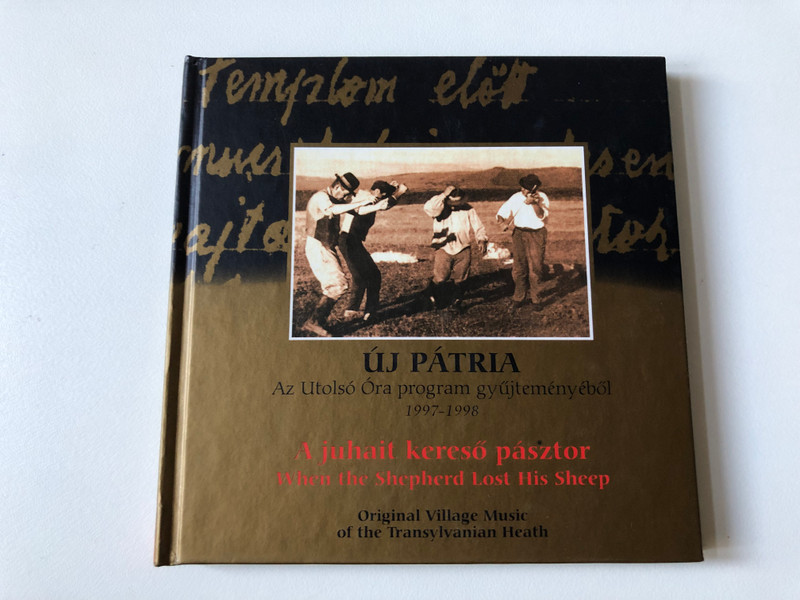 Templom előtt
ÚJ PÁTRIA
Az Utolsó Óra program gyűjteményéből
1997-1998
A juhait kereső pásztor
When the Shepherd Lost His Sheep
Original Village Music
of the Transylvanian Heath